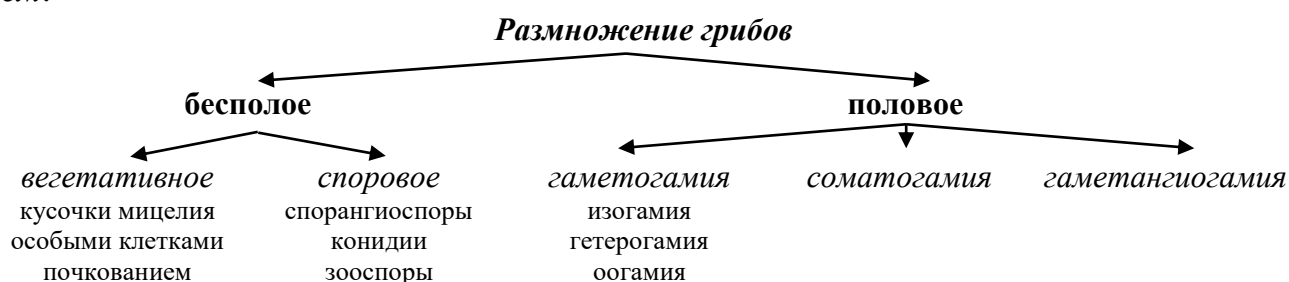 Размножение грибов
бесполое половое
вегетативное споровое гаметогамия соматогамия гаметангиогамия
кусочки мицелия спорангиоспоры изогамия
особыми клетками конидии гетерогамия
почкованием зооспоры оогамия